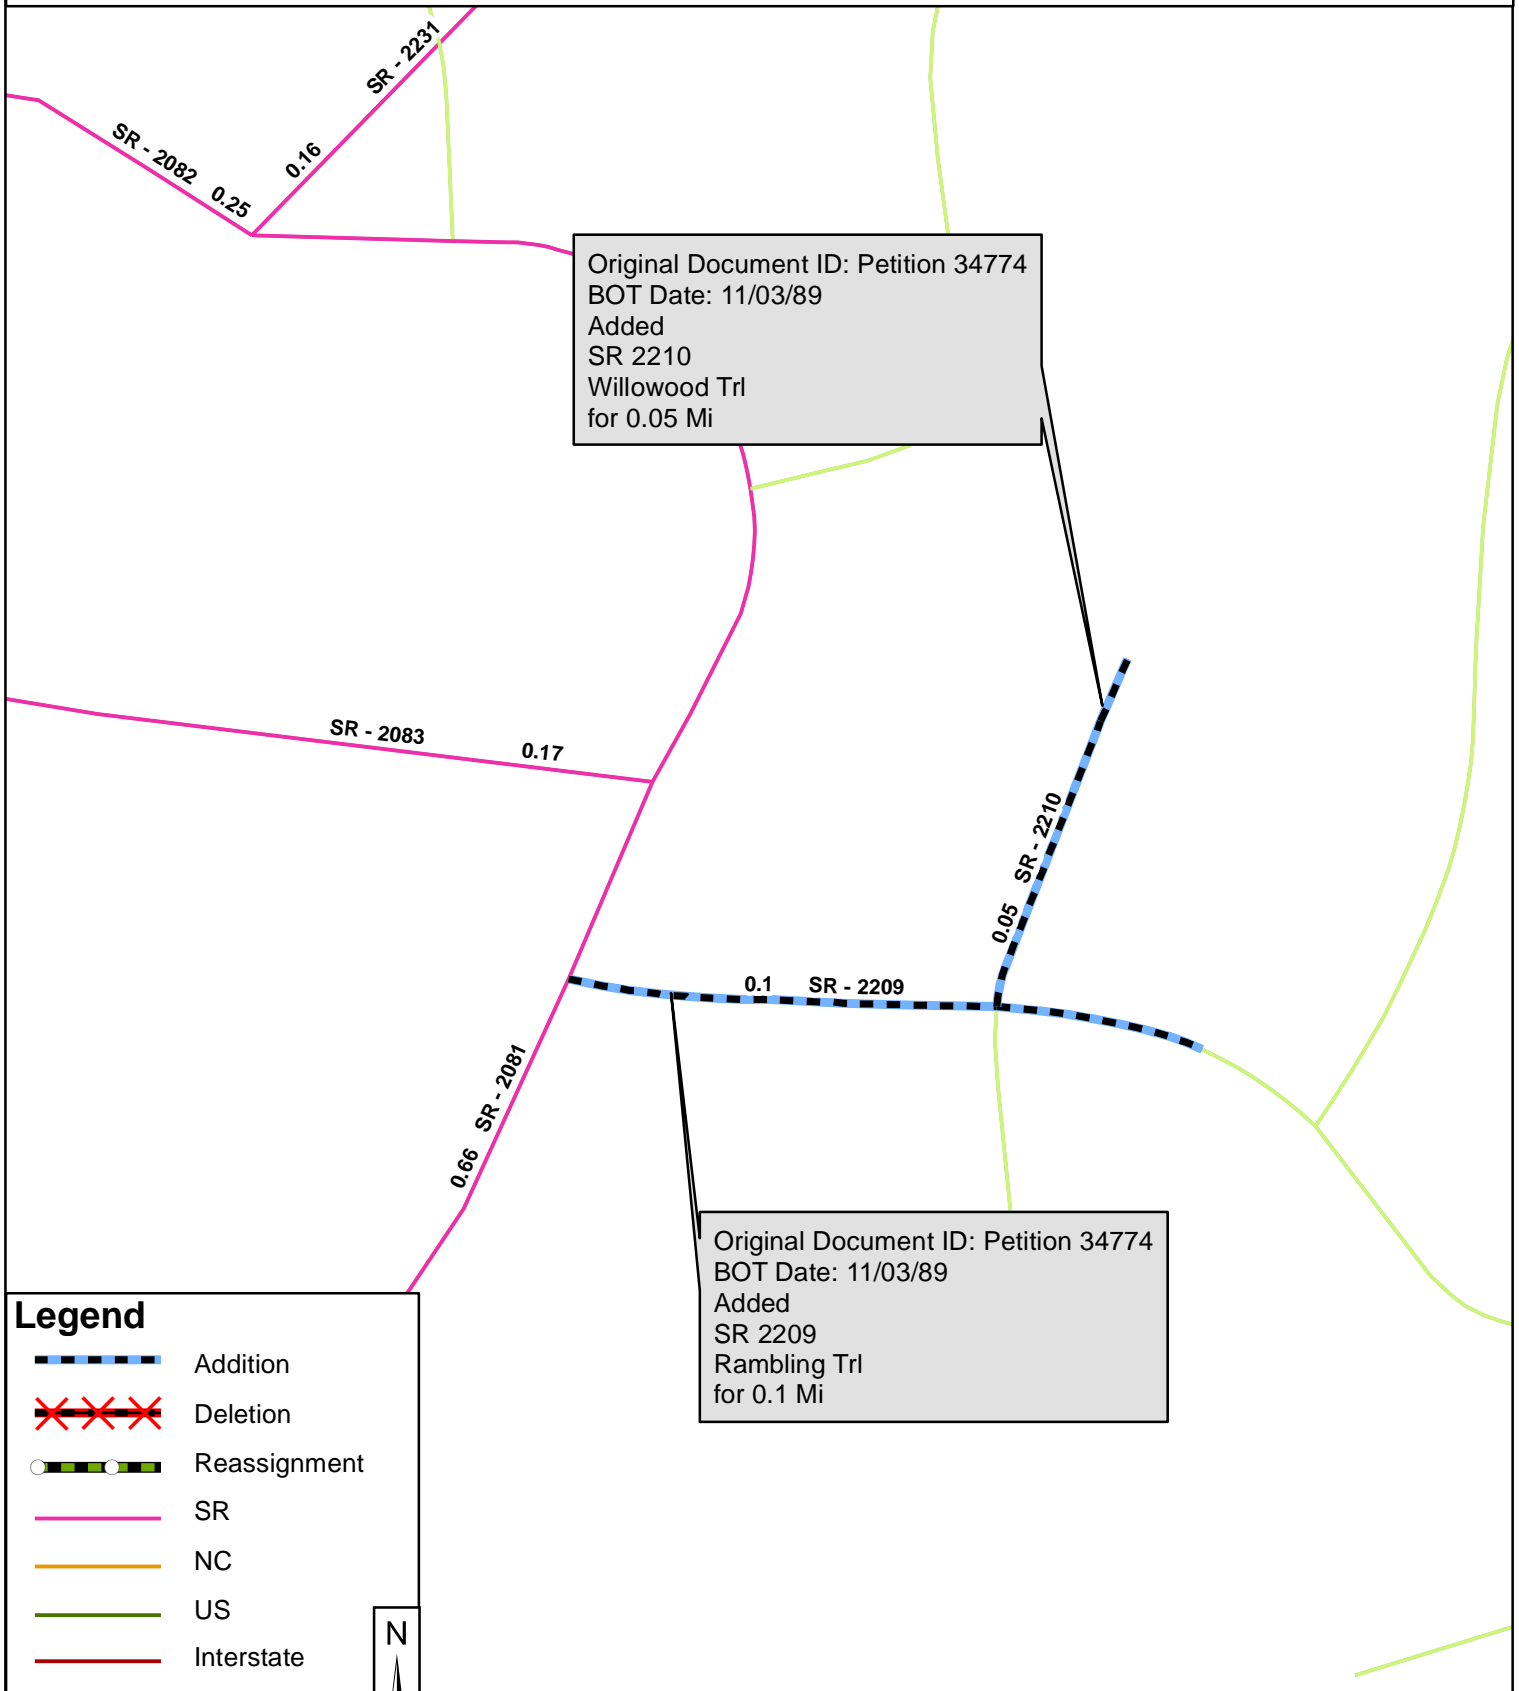 SR - 2231
SR - 2082
0.25
0.16
Original Document ID: Petition 34774
BOT Date: 11/03/89
Added
SR 2210
Willowood Trl
for 0.05 Mi
SR - 2083
0.17
SR - 2210
0.05
0.1
SR - 2209
SR - 2081
0.66
Original Document ID: Petition 34774
BOT Date: 11/03/89
Added
SR 2209
Rambling Trl
for 0.1 Mi
Legend
Addition
Deletion
Reassignment
SR
NC
US
Interstate
N